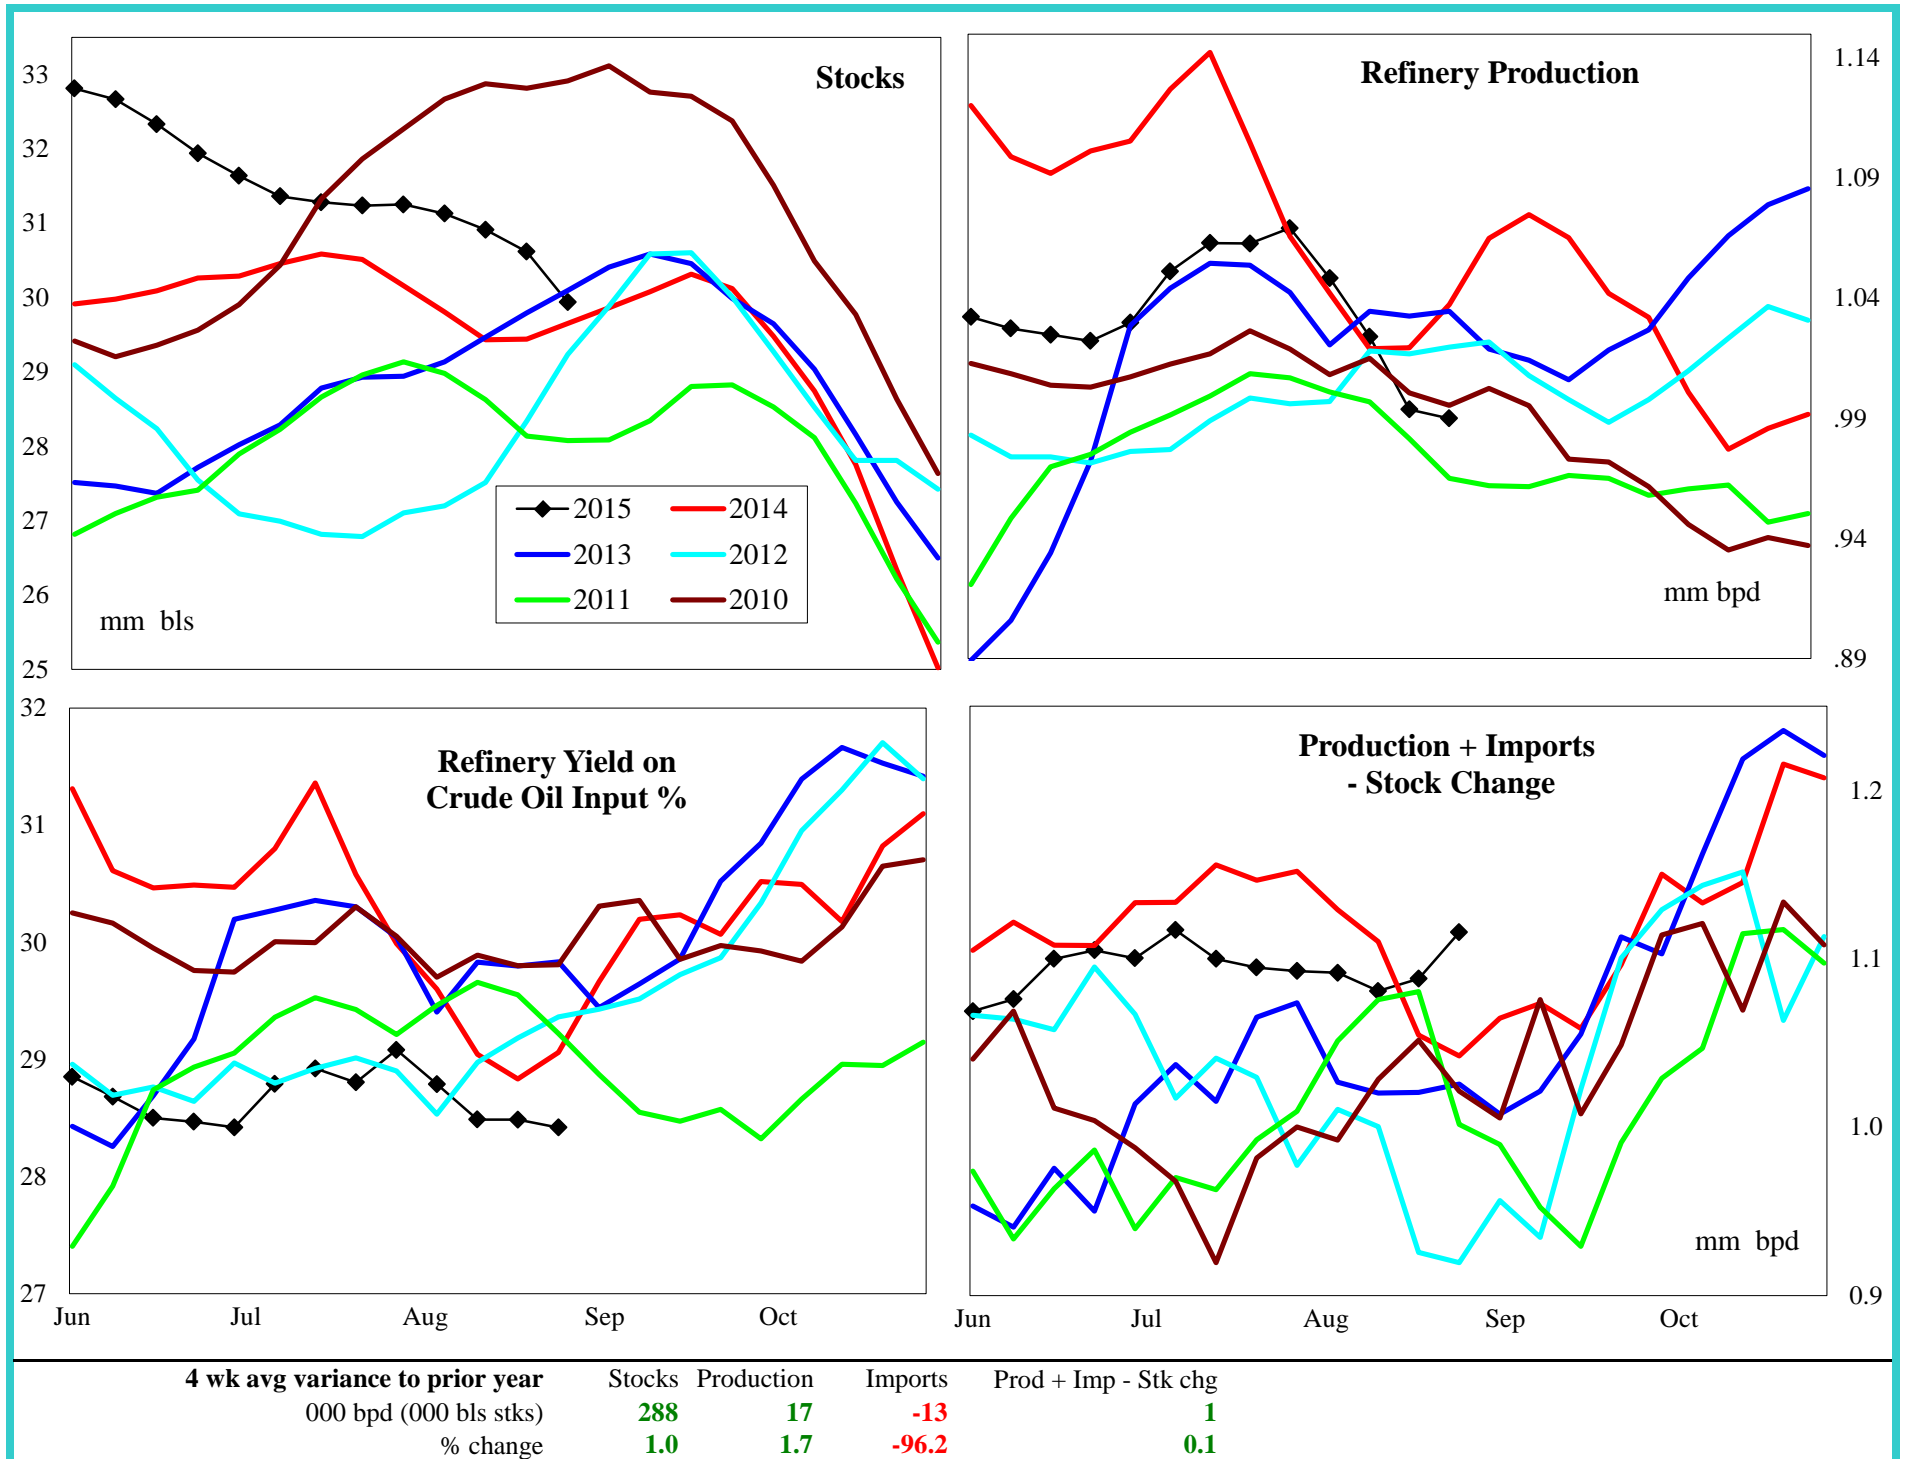 Stocks
33
32
31
30
29
28
27
26
25
mm bls
2015
2014
2013
2012
2011
2010
Refinery Production
1.14
1.09
1.04
.99
.94
.89
mm bpd
Refinery Yield on
Crude Oil Input %
32
31
30
29
28
27
Jun Jul Aug Sep Oct
Production + Imports
- Stock Change
1.2
1.1
1.0
0.9
mm bpd
Jun Jul Aug Sep Oct
4 wk avg variance to prior year Stocks Production Imports Prod + Imp - Stk chg
000 bpd (000 bls stks) 288 17 -13 1
% change 1.0 1.7 -96.2 0.1